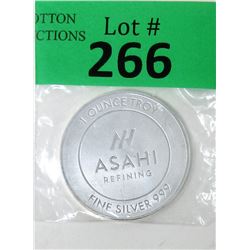 OTTON
CTIONS
Lot #
266
1 OUNCE TROY
ASAHI
REFINING
FINE SILVER 999